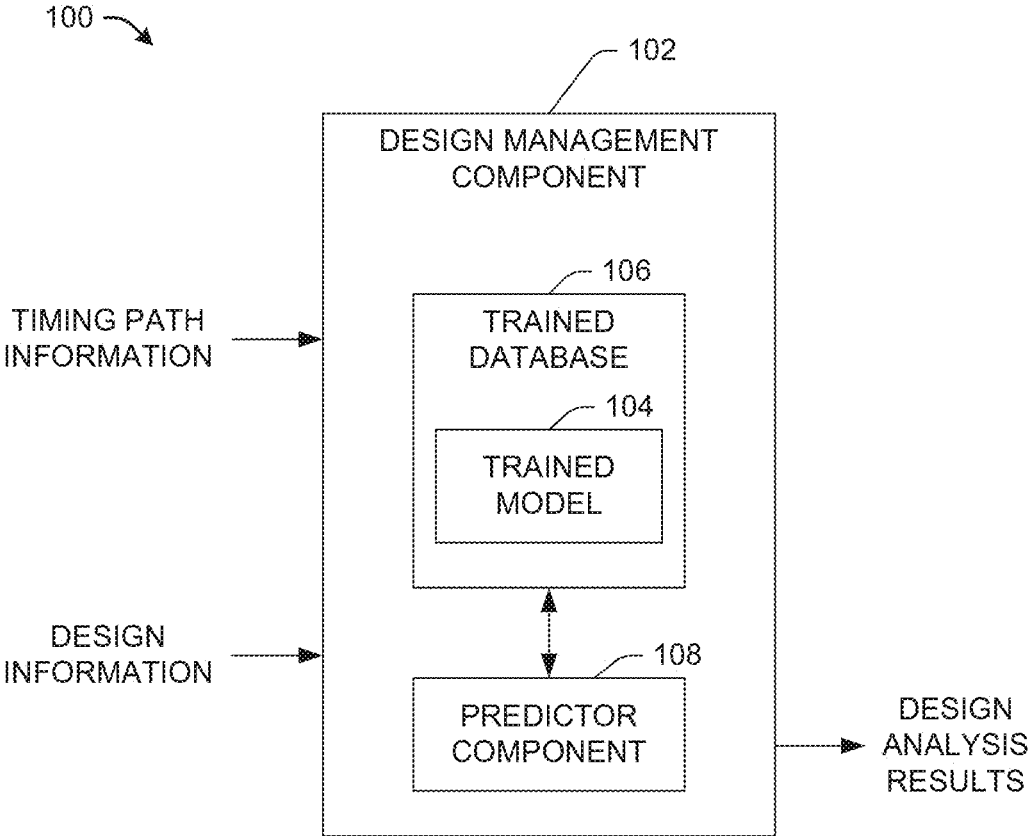 100
102
DESIGN MANAGEMENT
COMPONENT
106
TRAINED
DATABASE
TIMING PATH
INFORMATION
104
TRAINED
MODEL
DESIGN
INFORMATION
108
PREDICTOR
COMPONENT
DESIGN
ANALYSIS
RESULTS